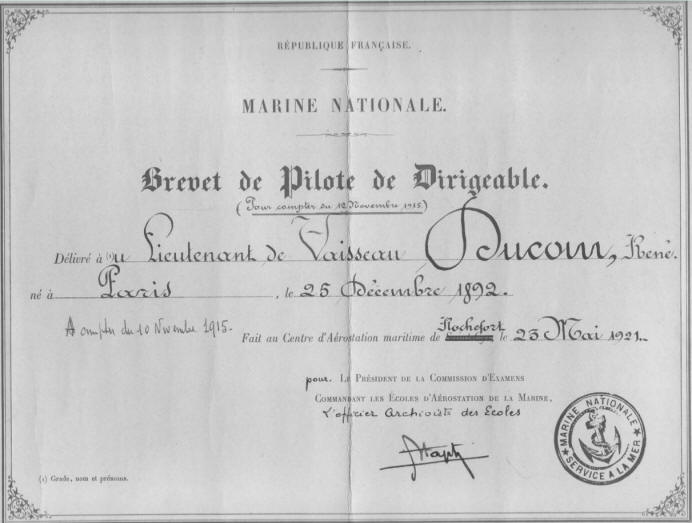 RÉPUBLIQUE FRANÇAISE.
MARINE NATIONALE.
Brevet de Pilote de Dirigeable.
(Pour compter du 12 Novembre 1915)
Délivré à (1) u Lieutenant de Vaisseau Ducom, René.
né à Paris, le 25 Décembre 1892.
A compter du 10 Novembre 1915.
Fait au Centre d'Aérostation maritime de Rochefort le 23 Mai 1921
pour. LE PRÉSIDENT DE LA COMMISSION D'EXAMENS
COMMANDANT LES ÉCOLES D'AÉROSTATION DE LA MARINE,
L'officier Archiviste des Ecoles
MARINE NATIONALE
SERVICE A LA MER
(1) Grade, nom et prénoms.